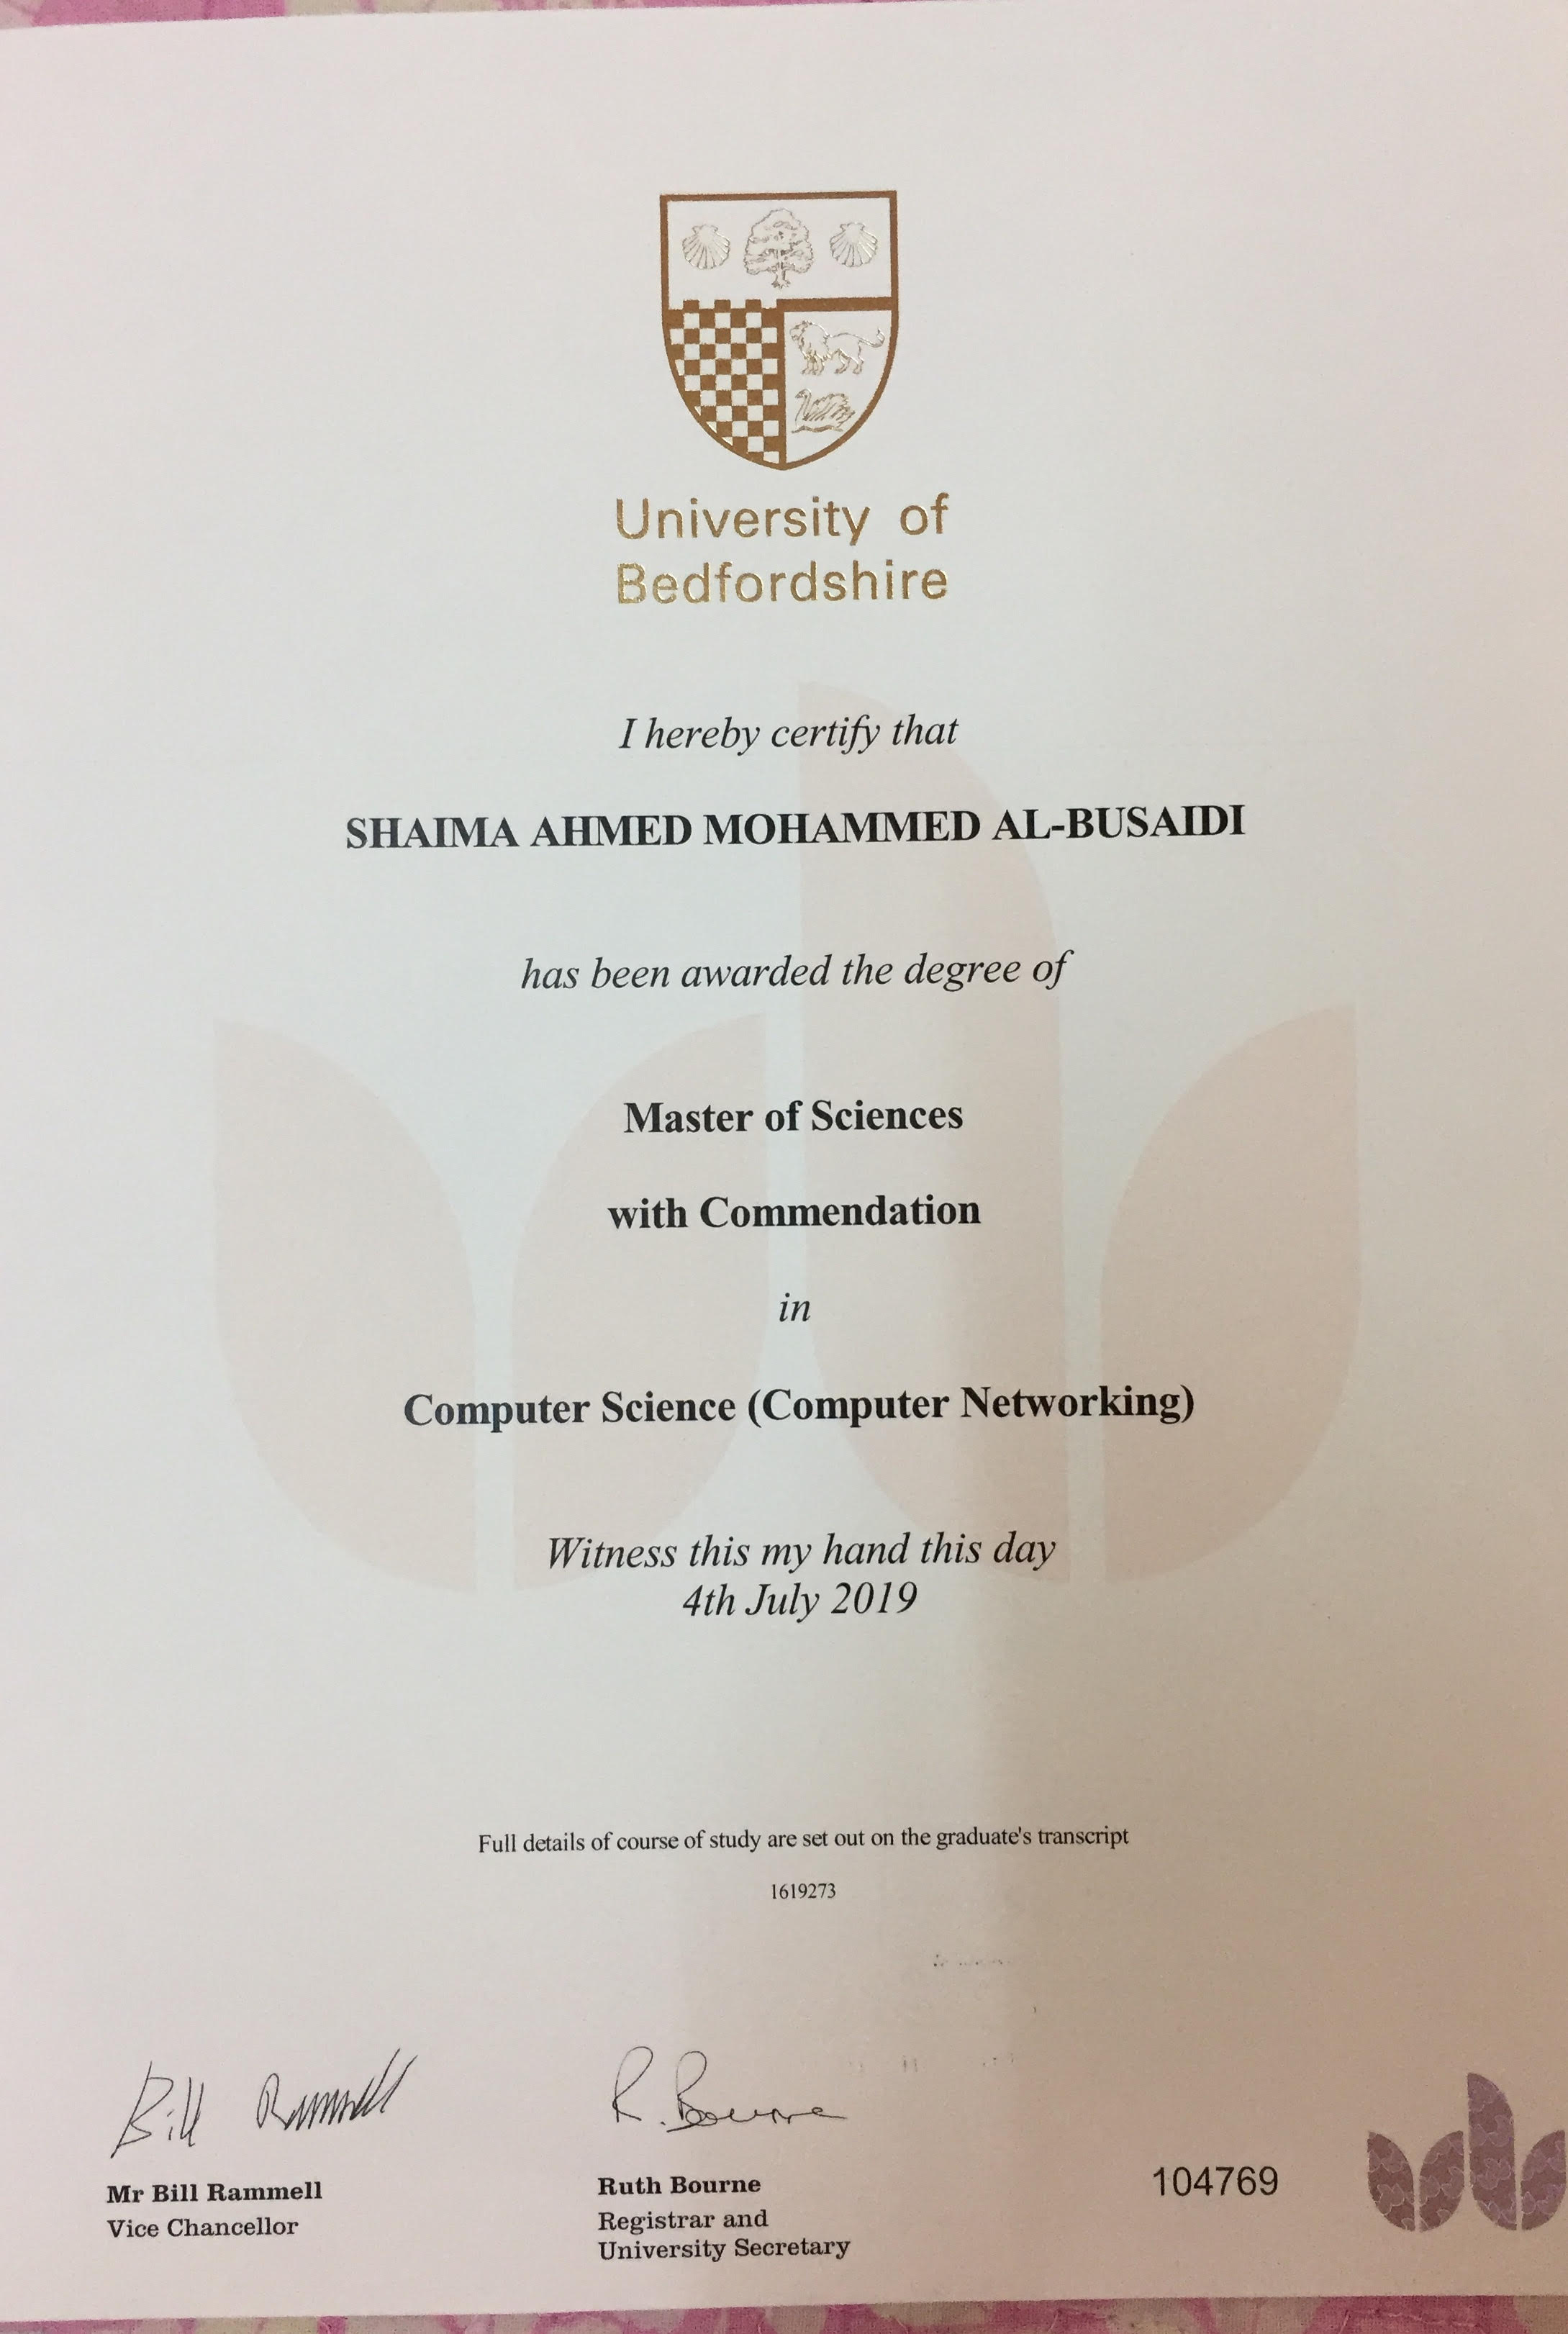 University of
Bedfordshire
I hereby certify that
SHAIMA AHMED MOHAMMED AL-BUSAIDI
has been awarded the degree of
Master of Sciences
with Commendation
in
Computer Science (Computer Networking)
Witness this my hand this day
4th July 2019
Full details of course of study are set out on the graduate's transcript
1619273
Bill Rammell
R. Bourne
Mr Bill Rammell
Vice Chancellor
Ruth Bourne
Registrar and
University Secretary
104769